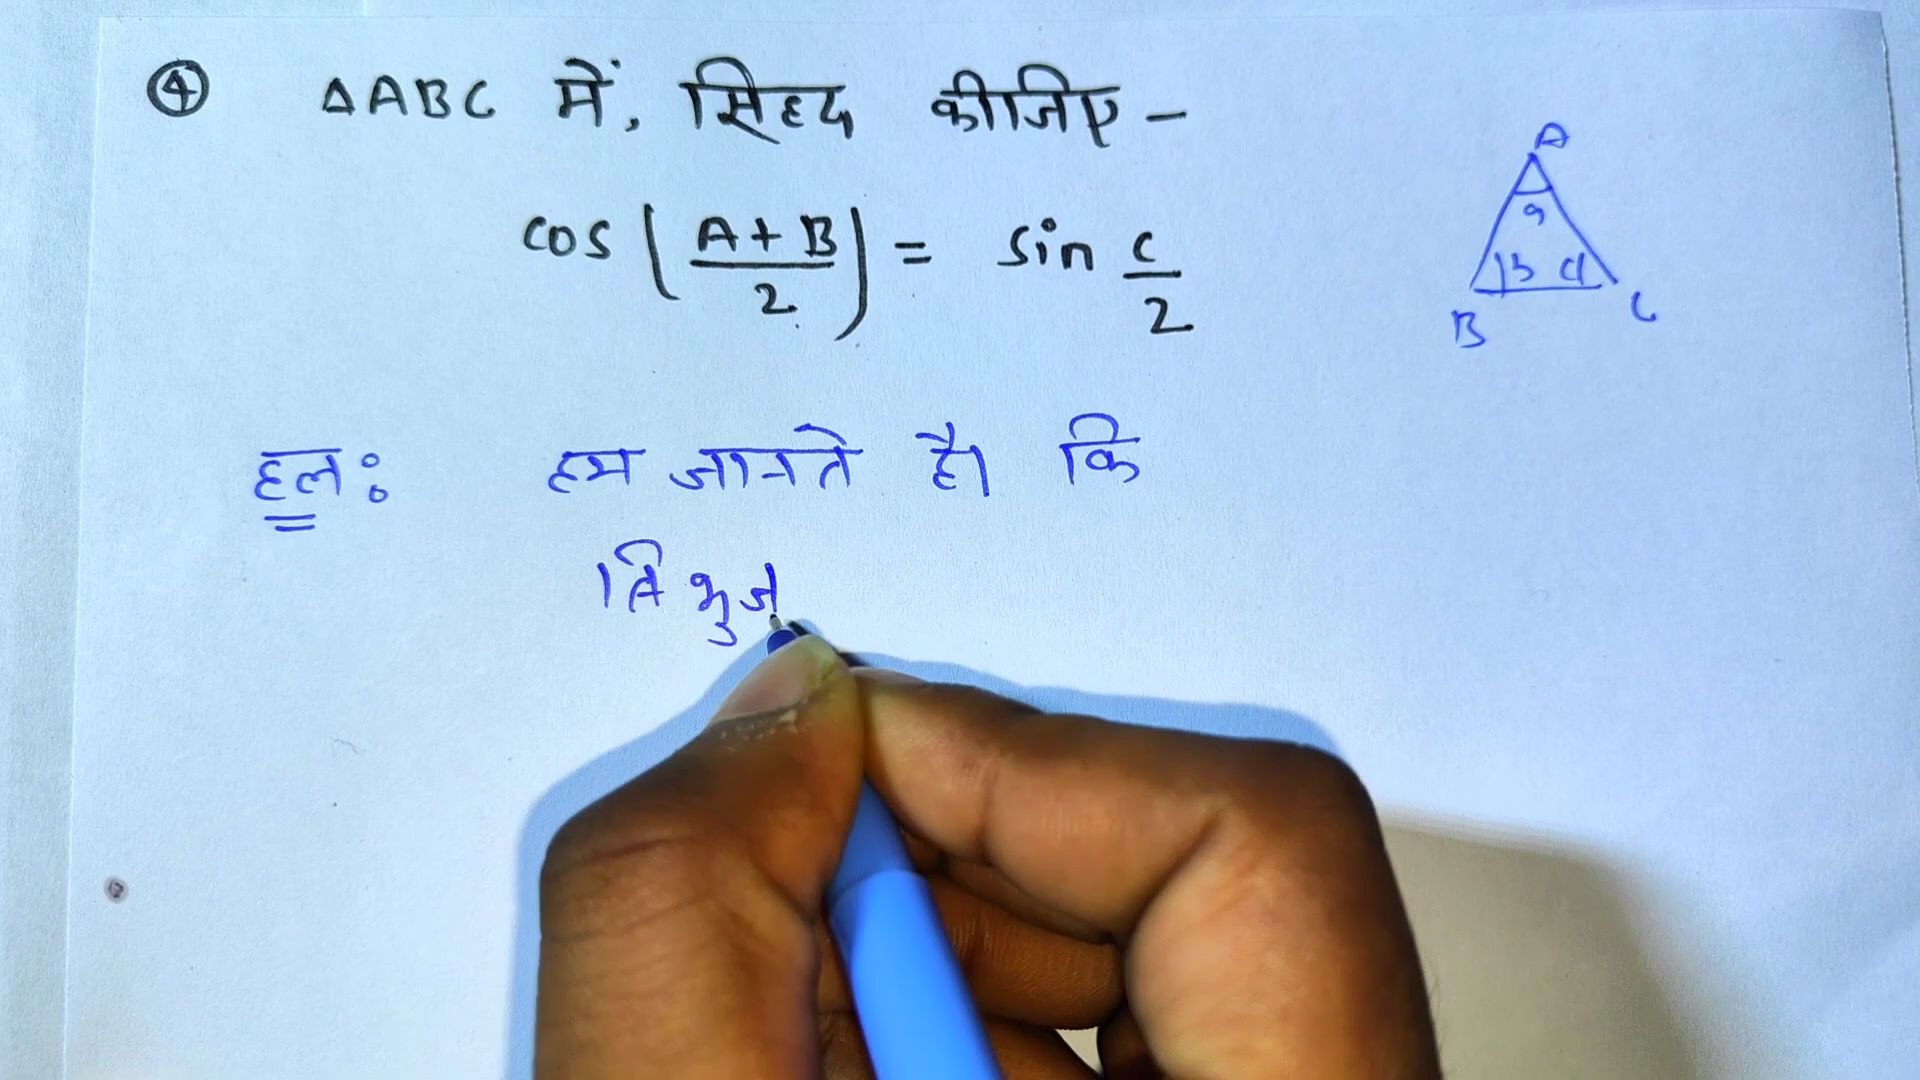 ④ ΔABC में, सिद्ध कीजिए -
cos (A+B/2) = sin C/2
A
B C
B C
हल: हम जानते है। कि
त्रिभुज